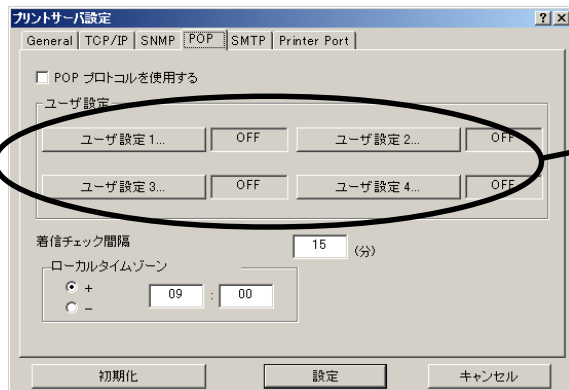 プリントサーバ設定
General TCP/IP SNMP POP SMTP Printer Port
POP プロトコルを使用する
ユーザ設定
ユーザ設定 1... OFF ユーザ設定 2... OFF
ユーザ設定 3... OFF ユーザ設定 4... OFF
着信チェック間隔 15 (分)
ローカルタイムゾーン
+ 09 : 00
-
初期化 設定 キャンセル